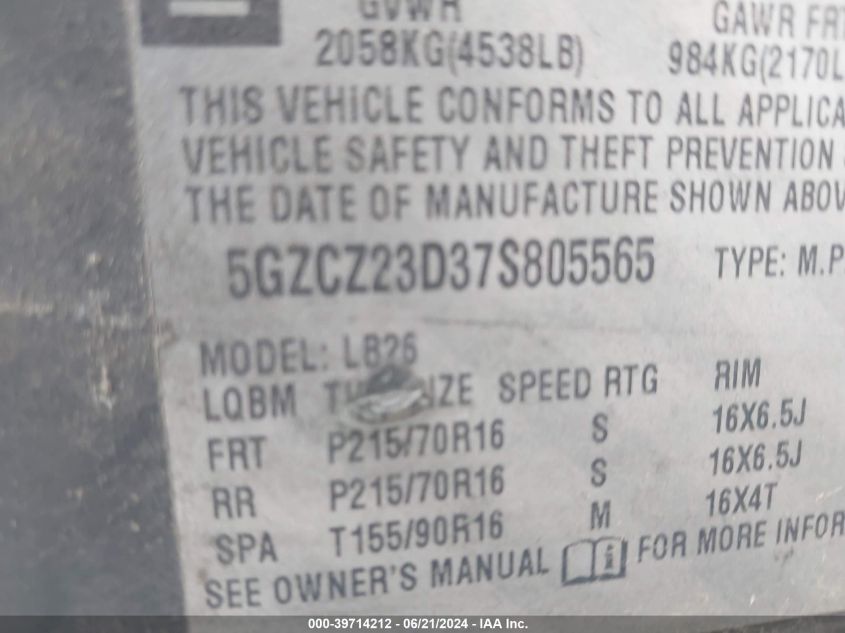 GVWR GAWR FRT
2058KG(4538LB) 984KG(2170L
THIS VEHICLE CONFORMS TO ALL APPLICA
VEHICLE SAFETY AND THEFT PREVENTION
THE DATE OF MANUFACTURE SHOWN ABOV
5GZCZ23D37S805565 TYPE: M.P
MODEL: LB26
LQBM SPEED RTG RIM
FRT P215/70R16 S 16X6.5J
RR P215/70R16 S 16X6.5J
SPA T155/90R16 M 16X4T
SEE OWNER'S MANUAL FOR MORE INFOR
000-39714212 - 06/21/2024 - IAA Inc.